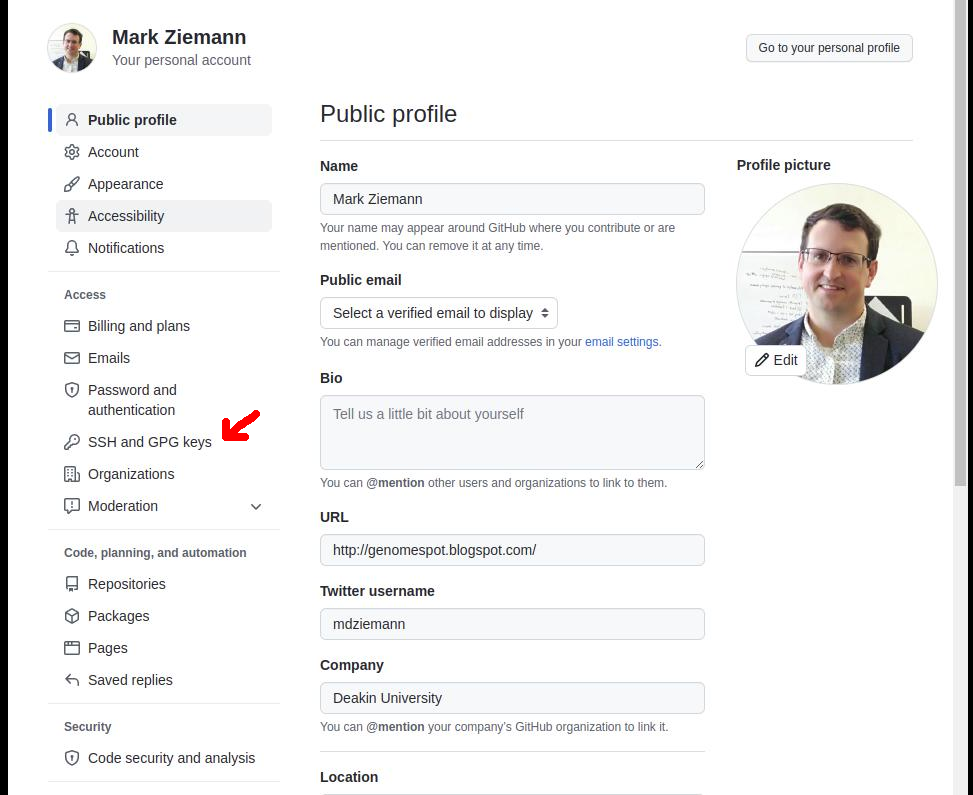 Mark Ziemann
Your personal account
Go to your personal profile
Public profile
Account
Appearance
Accessibility
Notifications
Access
Billing and plans
Emails
Password and
authentication
SSH and GPG keys
Organizations
Moderation
Code, planning, and automation
Repositories
Packages
Pages
Saved replies
Security
Code security and analysis
Public profile
Name
Mark Ziemann
Your name may appear around GitHub where you contribute or are
mentioned. You can remove it at any time.
Public email
Select a verified email to display
You can manage verified email addresses in your email settings.
Bio
Tell us a little bit about yourself
You can @mention other users and organizations to link to them.
URL
http://genomespot.blogspot.com/
Twitter username
mdziemann
Company
Deakin University
You can @mention your company's GitHub organization to link it.
Location
Profile picture
Edit